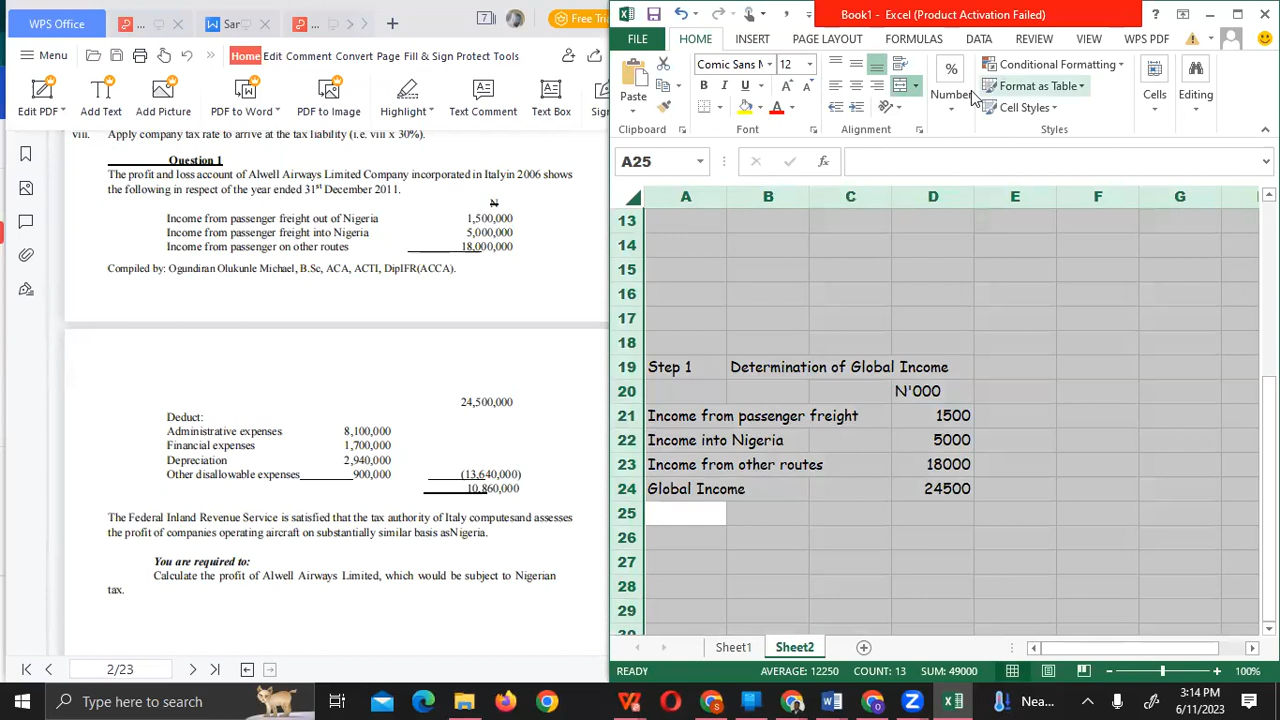 WPS Office
...
Sar
...
7
Free Tria
Menu
Home Edit Comment Convert Page Fill & Sign Protect Tools
Edit PDF
Add Text
Add Picture
PDF to Word
Highlight
Text Comment
Text Box
viii. Apply company tax rate to arrive at the tax liability (i.e. viii x 30%).
Question 1
The profit and loss account of Alwell Airways Limited Company incorporated in Italyin 2006 shows
the following in respect of the year ended 31st December 2011.
N
Income from passenger freight out of Nigeria 1,500,000
Income from passenger freight into Nigeria 5,000,000
Income from passenger on other routes 18,000,000
Compiled by: Ogundiran Olukunle Michael, B.Sc, ACA, ACTI, DipIFR(ACCA).
24,500,000
Deduct:
Administrative expenses 8,100,000
Financial expenses 1,700,000
Depreciation 2,940,000
Other disallowable expenses 900,000 (13,640,000)
10,860,000
The Federal Inland Revenue Service is satisfied that the tax authority of Italy computesand assesses
the profit of companies operating aircraft on substantially similar basis asNigeria.
You are required to:
Calculate the profit of Alwell Airways Limited, which would be subject to Nigerian
tax.
2/23
Book1 - Excel (Product Activation Failed)
FILE HOME INSERT PAGE LAYOUT FORMULAS DATA REVIEW VIEW WPS PDF
Paste
Comic Sans M 12
B I U
A A
A
%
Number
Conditional Formatting
Format as Table
Cell Styles
Cells
Editing
Clipboard Font Alignment Styles
A25
fx
A B C D E F G
13
14
15
16
17
18
19 Step 1 Determination of Global Income
20 N'000
21 Income from passenger freight 1500
22 Income into Nigeria 5000
23 Income from other routes 18000
24 Global Income 24500
25
26
27
28
29
30
Sheet1 Sheet2
READY AVERAGE: 12250 COUNT: 13 SUM: 49000 100%
Type here to search
Nea...
3:14 PM
6/11/2023